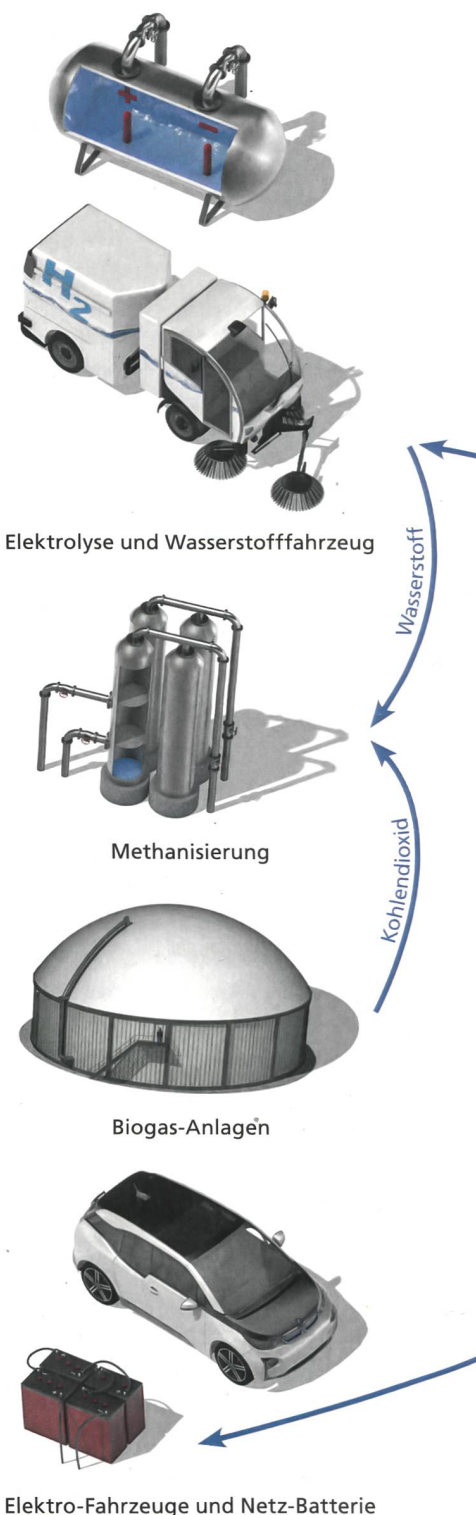 +
−
H2
Elektrolyse und Wasserstofffahrzeug
Wasserstoff
Methanisierung
Kohlendioxid
Biogas-Anlagen
Elektro-Fahrzeuge und Netz-Batterie